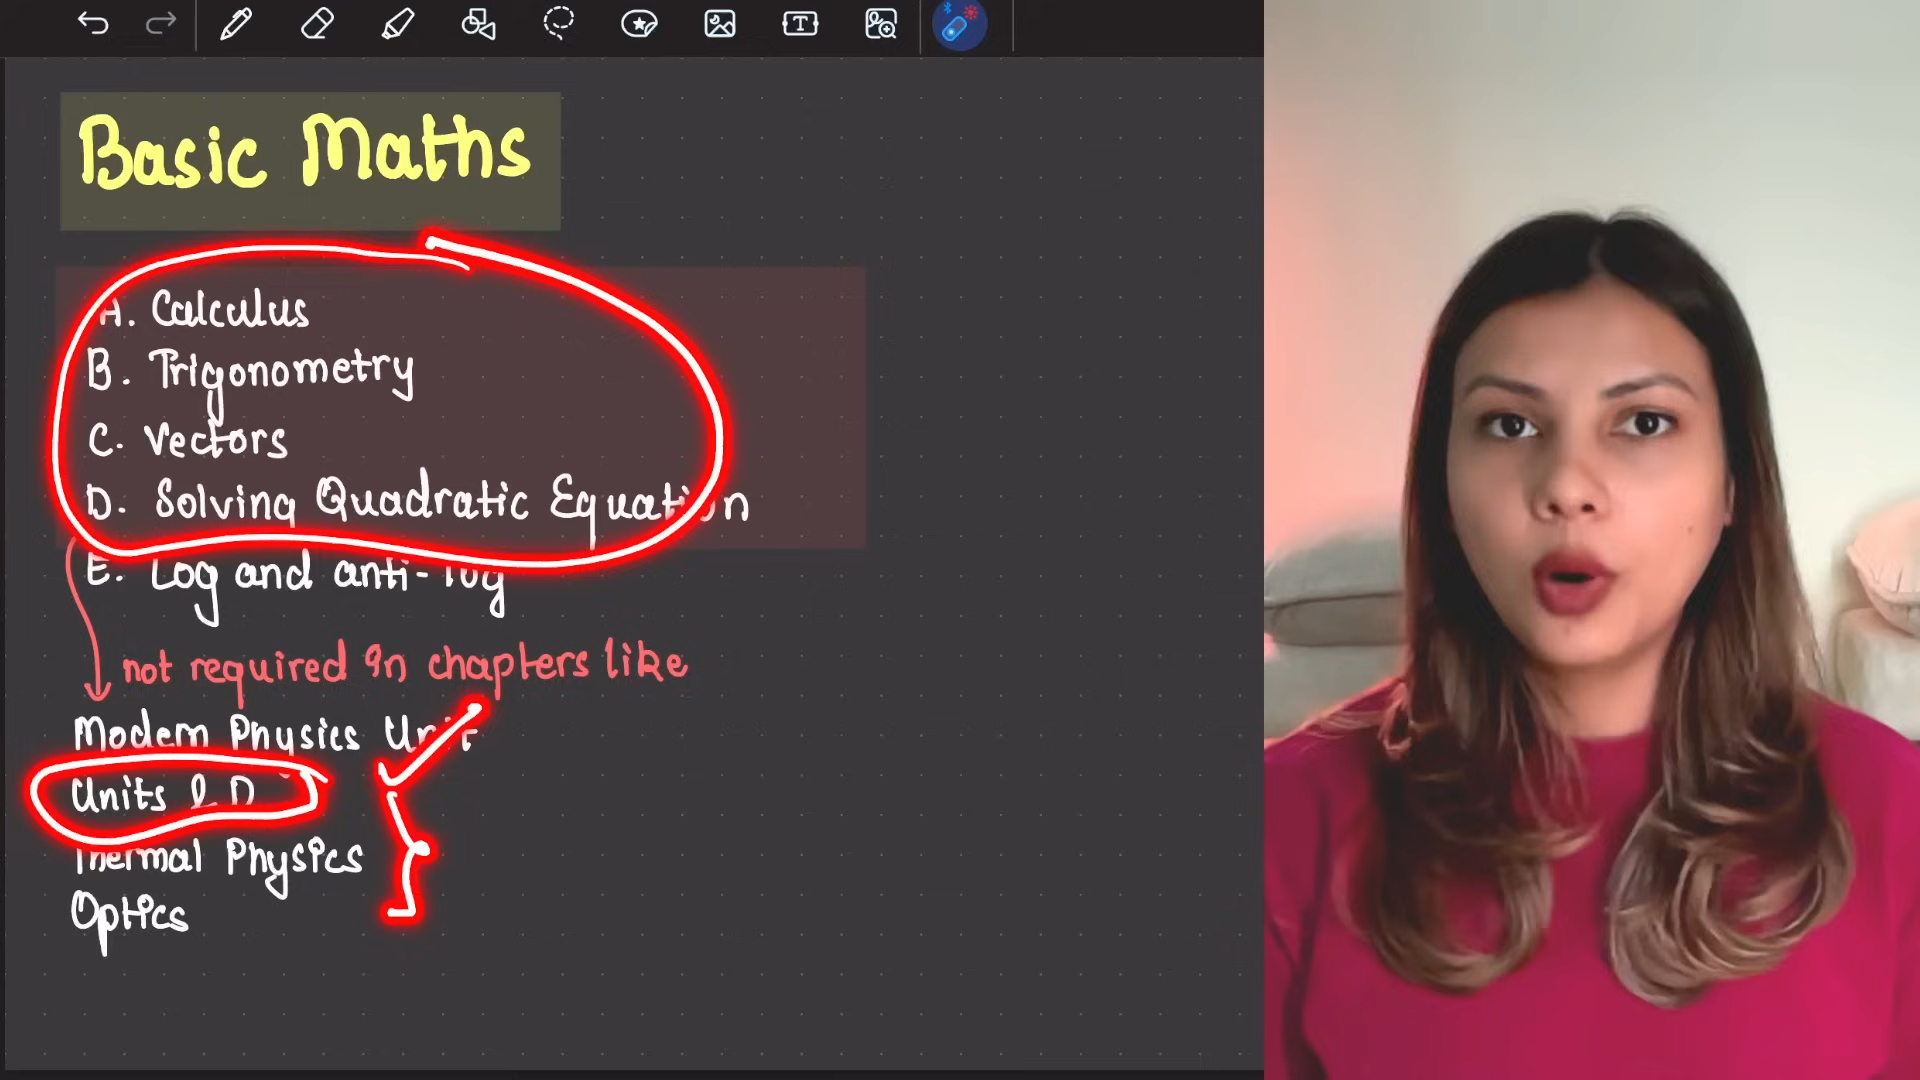 Basic Maths
A. Calculus
B. Trigonometry
C. Vectors
D. Solving Quadratic Equation
E. Log and anti-log
not required in chapters like
Modern Physics Unit
Units & D
Thermal Physics
Optics